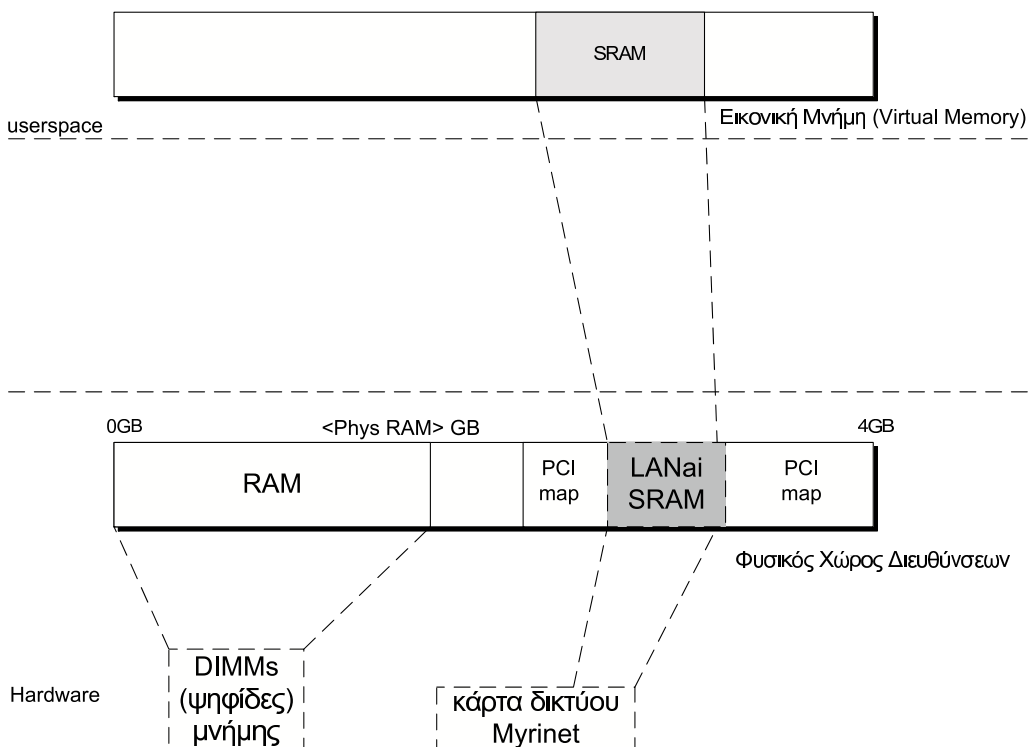 SRAM
Εικονική Μνήμη (Virtual Memory)
userspace
0GB
<Phys RAM> GB
4GB
RAM
PCI
map
LANai
SRAM
PCI
map
Φυσικός Χώρος Διευθύνσεων
Hardware
DIMMs
(ψηφίδες)
μνήμης
κάρτα δικτύου
Myrinet